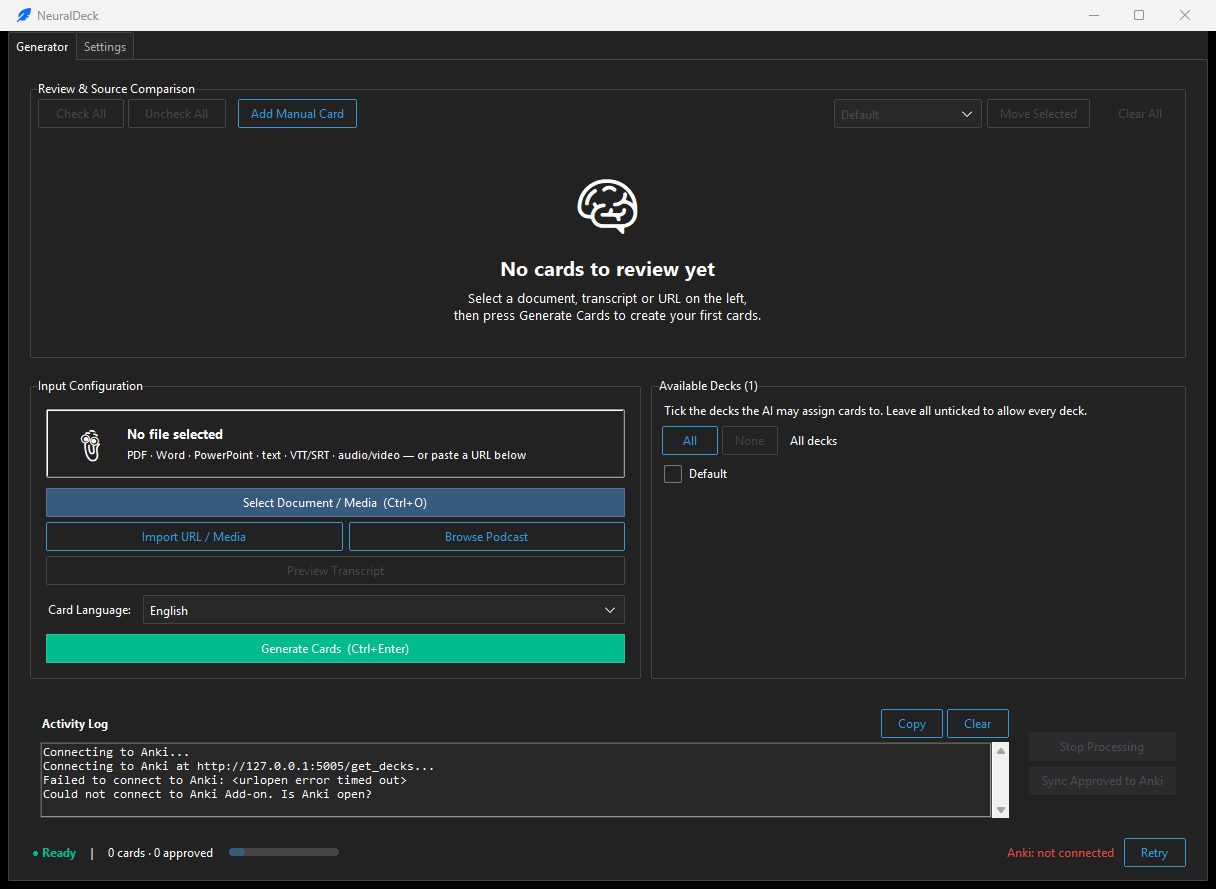 NeuralDeck
Generator Settings
Review & Source Comparison
Check All Uncheck All Add Manual Card Default Move Selected Clear All
No cards to review yet
Select a document, transcript or URL on the left,
then press Generate Cards to create your first cards.
Input Configuration
No file selected
PDF · Word · PowerPoint · text · VTT/SRT · audio/video — or paste a URL below
Select Document / Media (Ctrl+O)
Import URL / Media Browse Podcast
Preview Transcript
Card Language: English
Generate Cards (Ctrl+Enter)
Available Decks (1)
Tick the decks the AI may assign cards to. Leave all unticked to allow every deck.
All None All decks
Default
Activity Log Copy Clear
Connecting to Anki...
Connecting to Anki at http://127.0.0.1:5005/get_decks...
Failed to connect to Anki: <urlopen error timed out>
Could not connect to Anki Add-on. Is Anki open?
Stop Processing
Sync Approved to Anki
● Ready | 0 cards · 0 approved Anki: not connected Retry